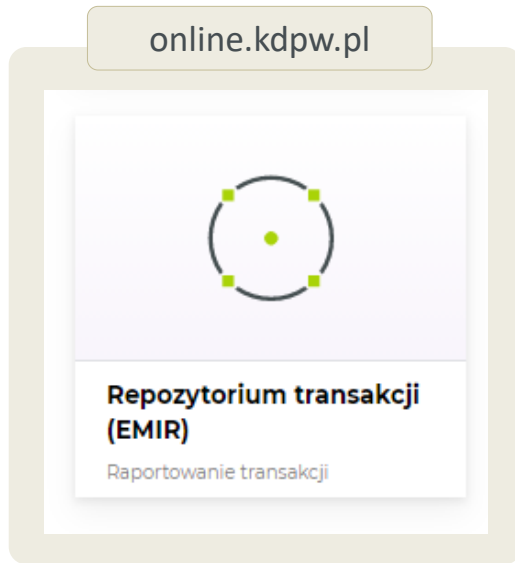 online.kdpw.pl
Repozytorium transakcji
(EMIR)
Raportowanie transakcji